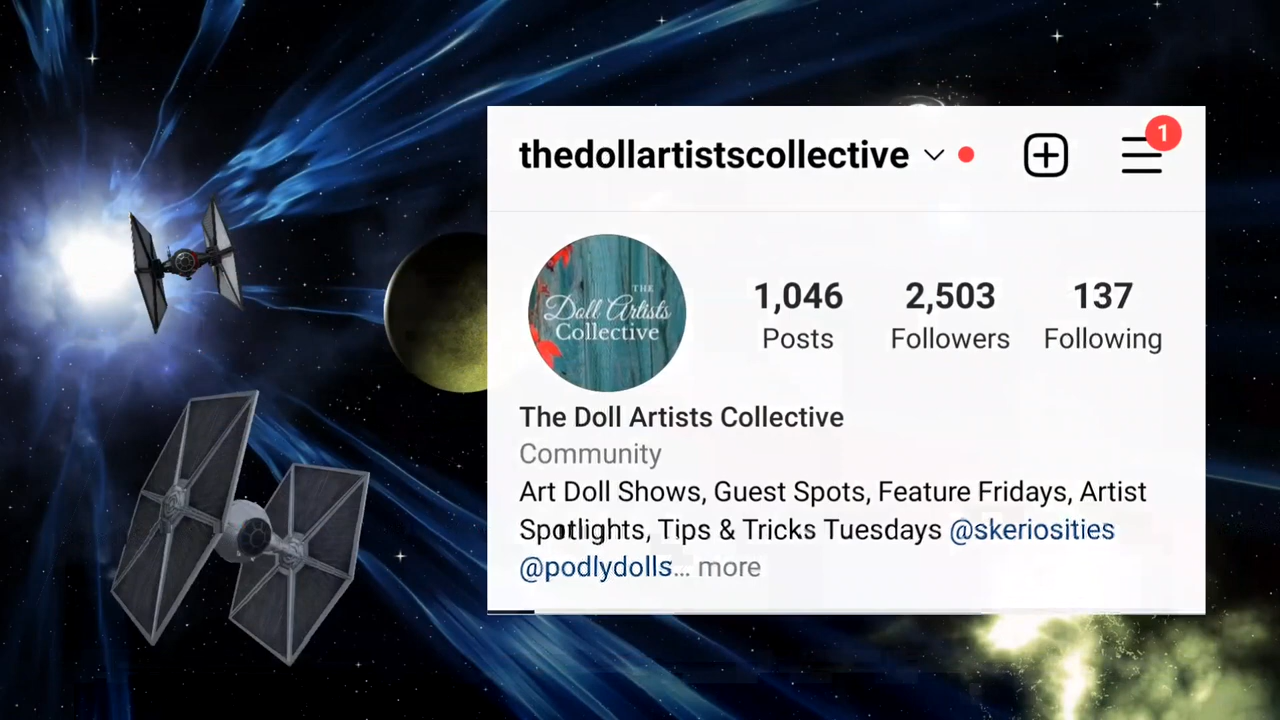 thedollartistscollective
1
THE
Doll Artists
Collective
1,046 2,503 137
Posts Followers Following
The Doll Artists Collective
Community
Art Doll Shows, Guest Spots, Feature Fridays, Artist
Spotlights, Tips & Tricks Tuesdays @skeriosities
@podlydolls... more